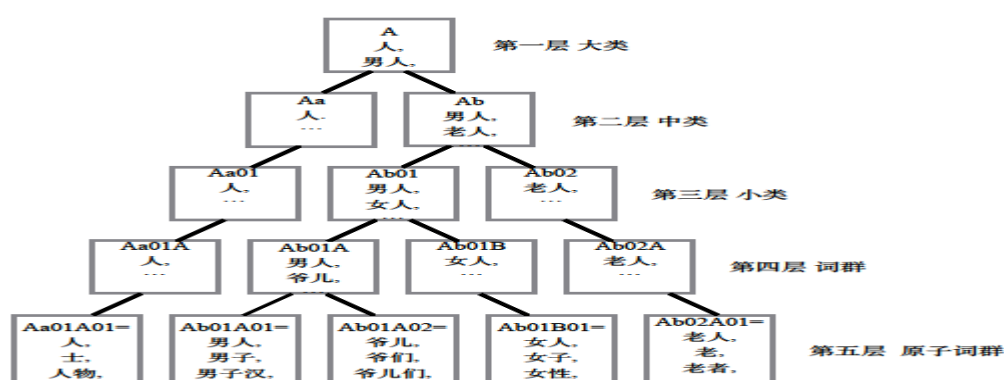 A
人,
男人,
第一层 大类
Aa
人.
...
Ab
男人,
老人,
...
第二层 中类
Aa01
人,
...
Ab01
男人,
女人,
...
Ab02
老人,
...
第三层 小类
Aa01A
人,
...
Ab01A
男人,
爷儿,
...
Ab01B
女人,
...
Ab02A
老人,
...
第四层 词群
Aa01A01=
人,
士,
人物,
Ab01A01=
男人,
男子,
男子汉,
Ab01A02=
爷儿,
爷们,
爷儿们,
Ab01B01=
女人,
女子,
女性,
Ab02A01=
老人,
老,
老者,
第五层 原子词群